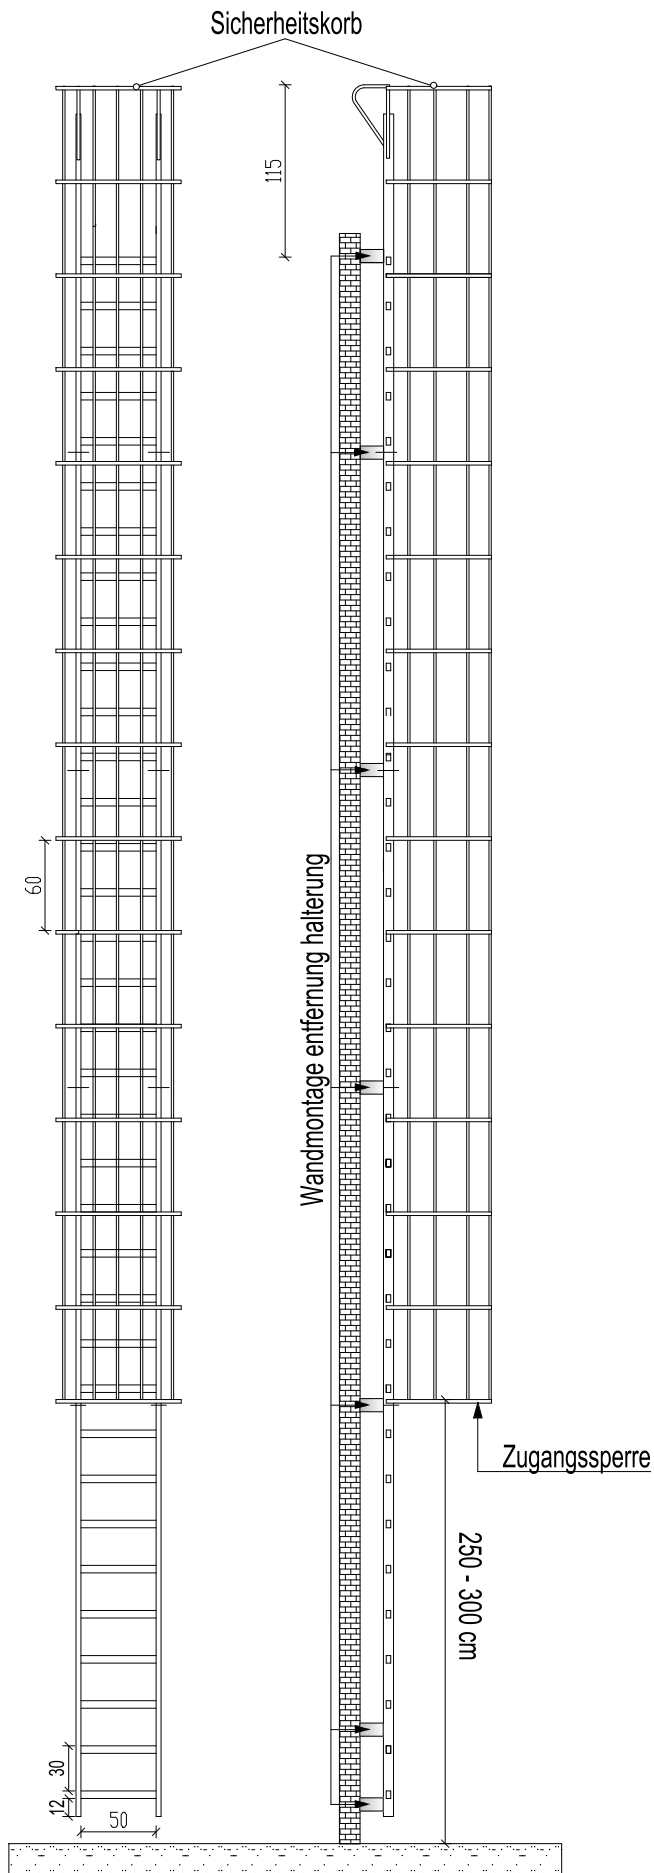 Sicherheitskorb
115
60
Wandmontage entfernung halterung
Zugangssperre
250 - 300 cm
30
12
50